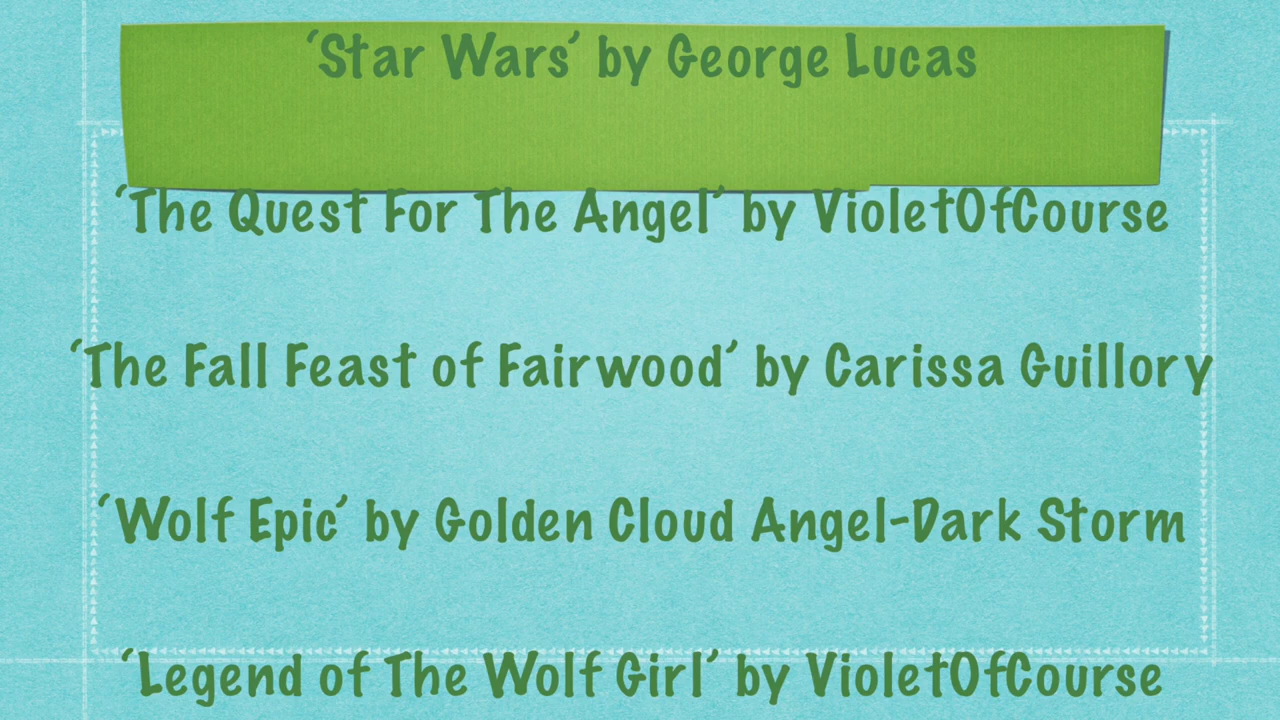 ‘Star Wars’ by George Lucas
‘The Quest For The Angel’ by VioletOfCourse
‘The Fall Feast of Fairwood’ by Carissa Guillory
‘Wolf Epic’ by Golden Cloud Angel-Dark Storm
‘Legend of The Wolf Girl’ by VioletOfCourse